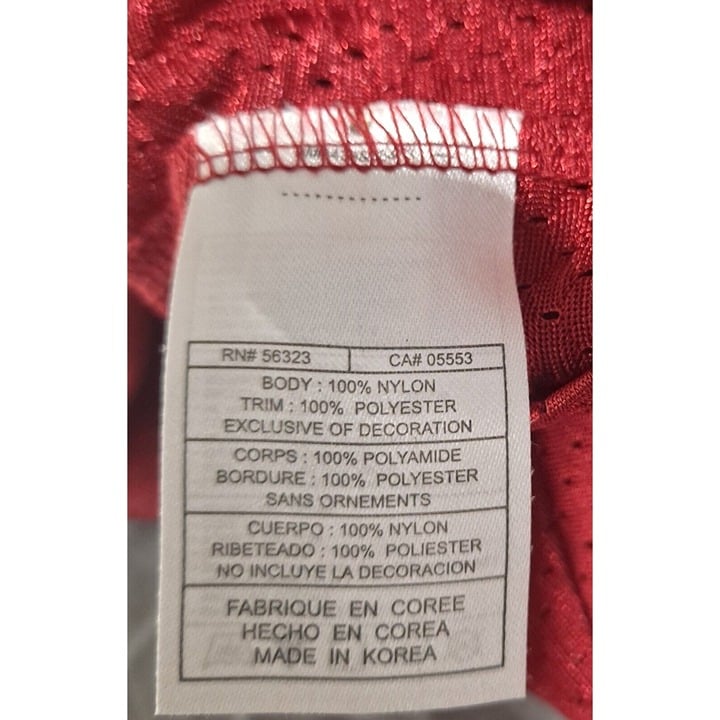 RN# 56323 CA# 05553
BODY : 100% NYLON
TRIM : 100% POLYESTER
EXCLUSIVE OF DECORATION
CORPS : 100% POLYAMIDE
BORDURE : 100% POLYESTER
SANS ORNEMENTS
CUERPO : 100% NYLON
RIBETEADO : 100% POLIESTER
NO INCLUYE LA DECORACION
FABRIQUE EN COREE
HECHO EN COREA
MADE IN KOREA